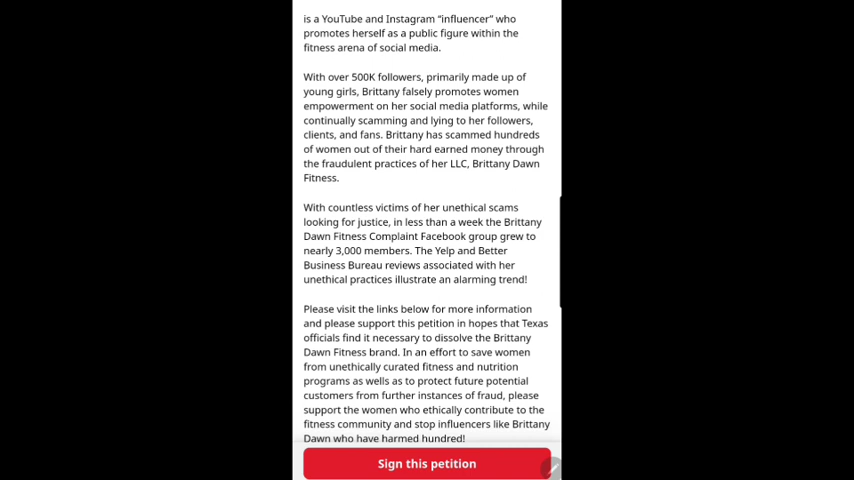 is a YouTube and Instagram “influencer” who
promotes herself as a public figure within the
fitness arena of social media.
With over 500K followers, primarily made up of
young girls, Brittany falsely promotes women
empowerment on her social media platforms, while
continually scamming and lying to her followers,
clients, and fans. Brittany has scammed hundreds
of women out of their hard earned money through
the fraudulent practices of her LLC, Brittany Dawn
Fitness.
With countless victims of her unethical scams
looking for justice, in less than a week the Brittany
Dawn Fitness Complaint Facebook group grew to
nearly 3,000 members. The Yelp and Better
Business Bureau reviews associated with her
unethical practices illustrate an alarming trend!
Please visit the links below for more information
and please support this petition in hopes that Texas
officials find it necessary to dissolve the Brittany
Dawn Fitness brand. In an effort to save women
from unethically curated fitness and nutrition
programs as wells as to protect future potential
customers from further instances of fraud, please
support the women who ethically contribute to the
fitness community and stop influencers like Brittany
Dawn who have harmed hundred!
Sign this petition